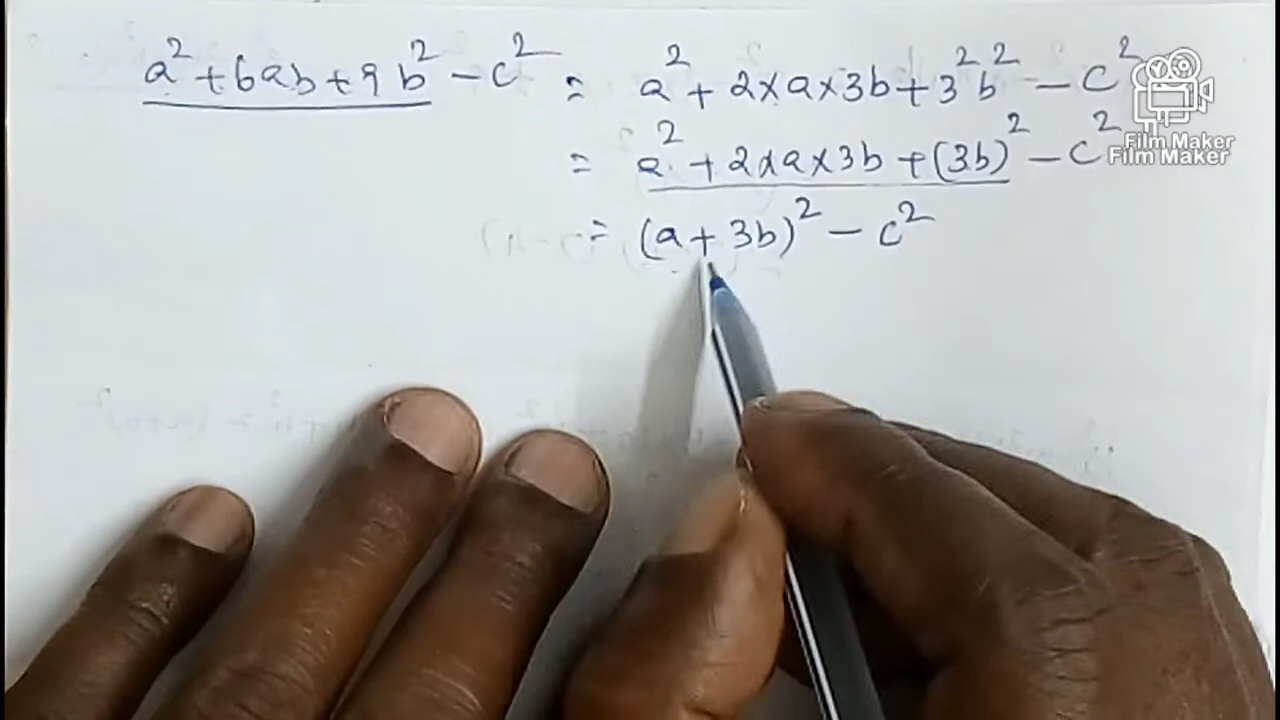 a² + 6ab + 9b² - c² = a² + 2×a×3b + 3²b² - c²
= a² + 2×a×3b + (3b)² - c²
= (a + 3b)² - c²
Film Maker
Film Maker